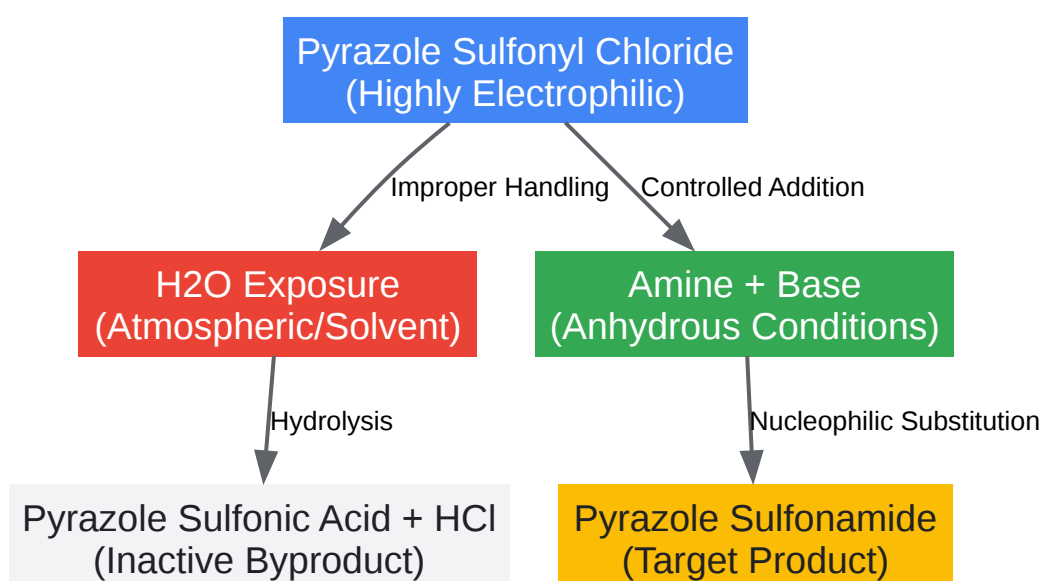 Pyrazole Sulfonyl Chloride
(Highly Electrophilic)
Improper Handling
Controlled Addition
H2O Exposure
(Atmospheric/Solvent)
Amine + Base
(Anhydrous Conditions)
Hydrolysis
Nucleophilic Substitution
Pyrazole Sulfonic Acid + HCl
(Inactive Byproduct)
Pyrazole Sulfonamide
(Target Product)